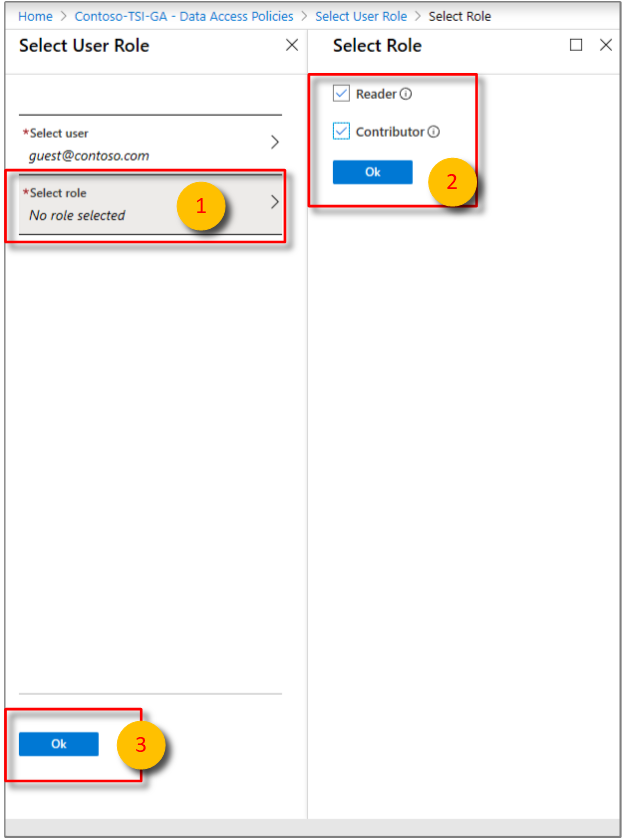 Home > Contoso-TSI-GA - Data Access Policies > Select User Role > Select Role
Select User Role
*Select user
guest@contoso.com
*Select role
No role selected
1
Ok
3
Select Role
Reader
Contributor
Ok
2